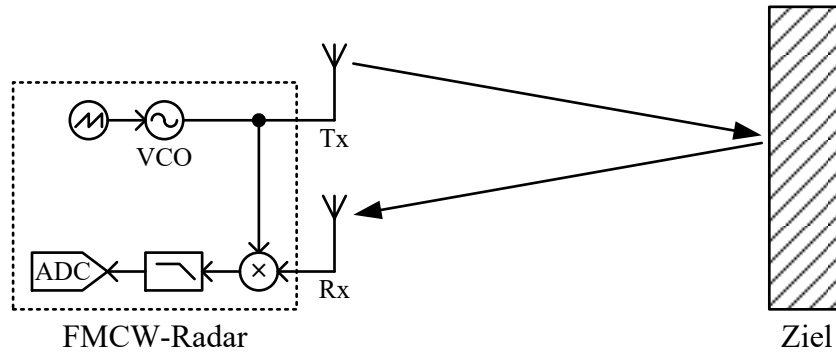 VCO
Tx
ADC
Rx
FMCW-Radar
Ziel